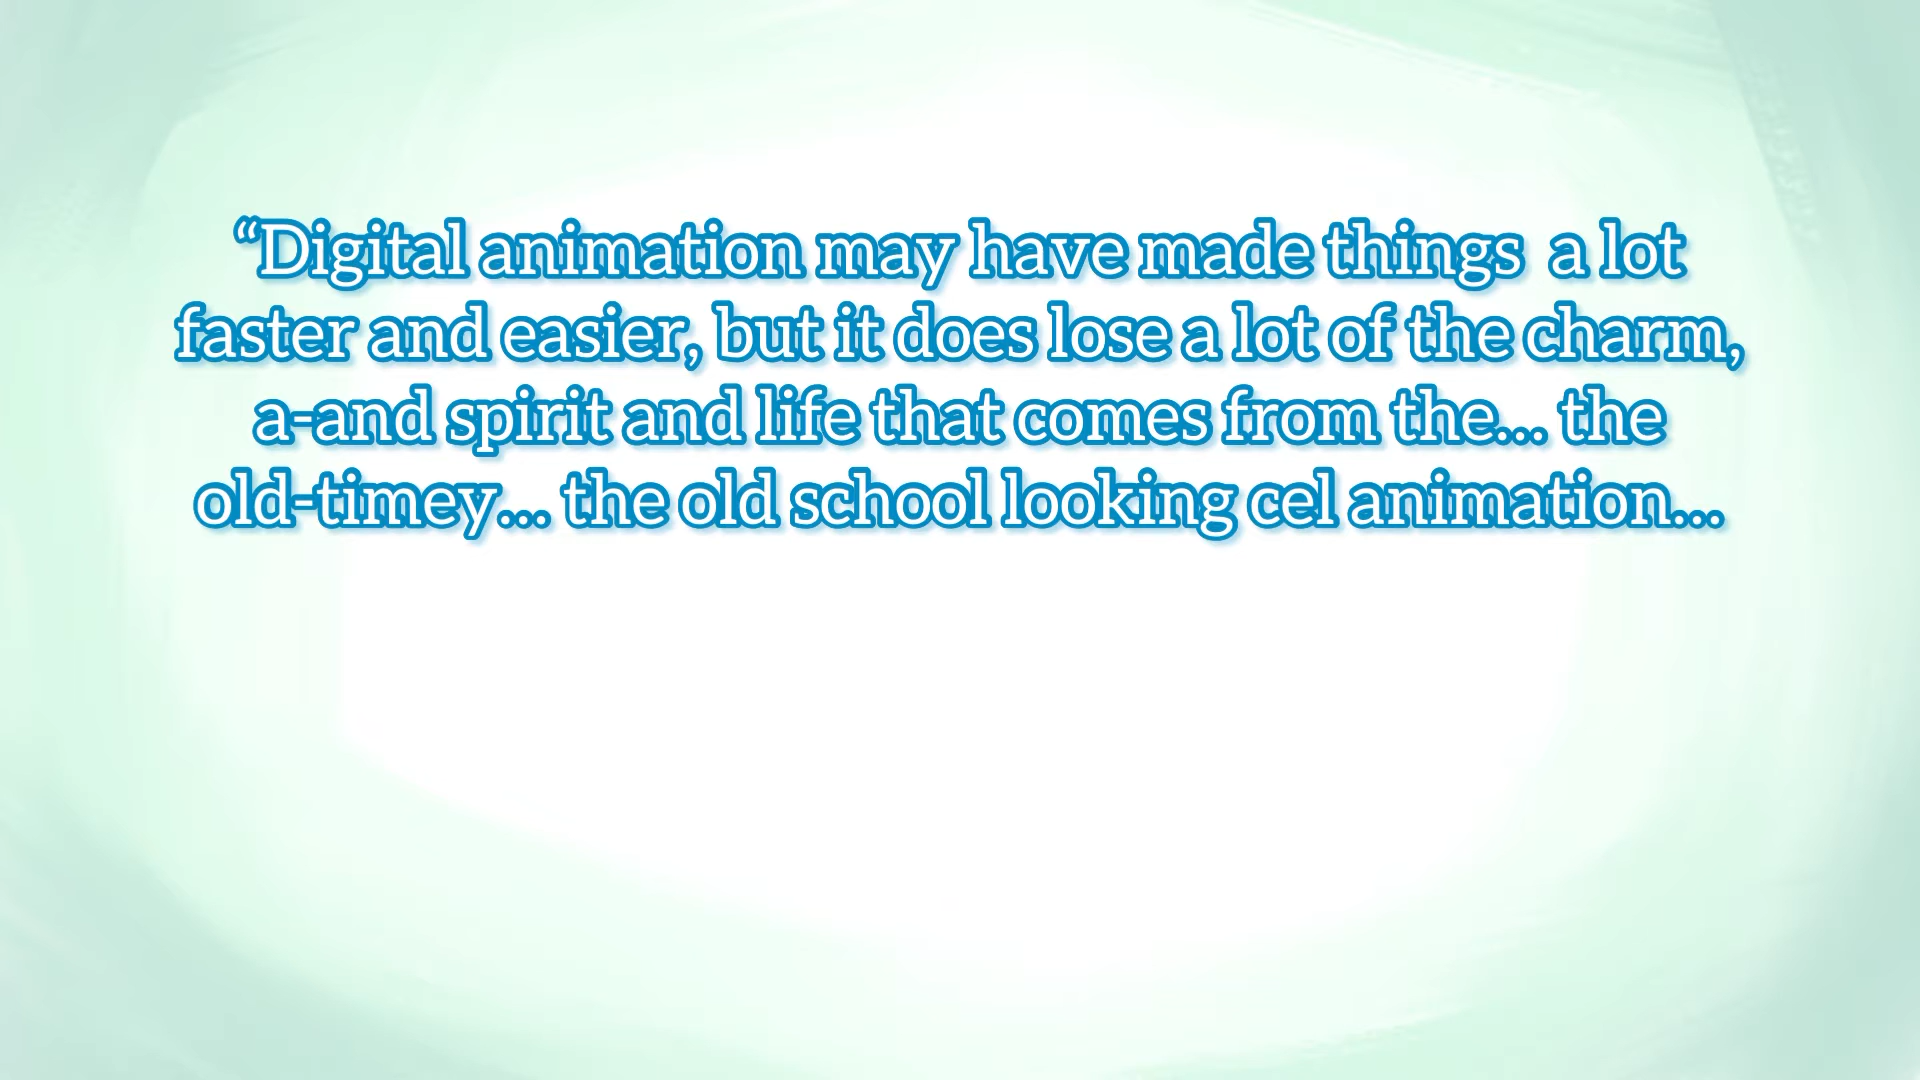 “Digital animation may have made things  a lot
faster and easier, but it does lose a lot of the charm,
a-and spirit and life that comes from the... the
old-timey... the old school looking cel animation...